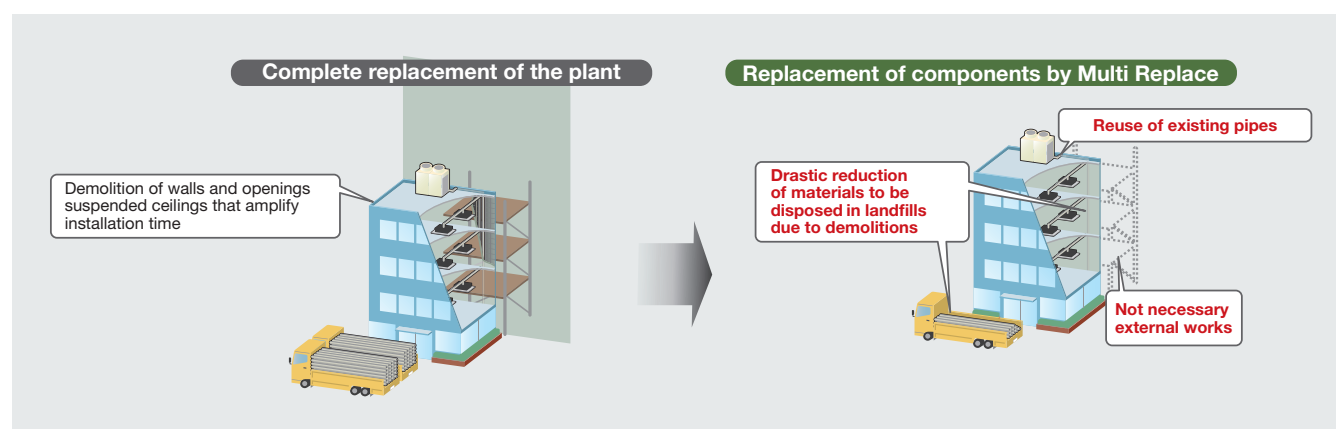 Complete replacement of the plant
Demolition of walls and openings
suspended ceilings that amplify
installation time
Replacement of components by Multi Replace
Reuse of existing pipes
Drastic reduction
of materials to be
disposed in landfills
due to demolitions
Not necessary
external works